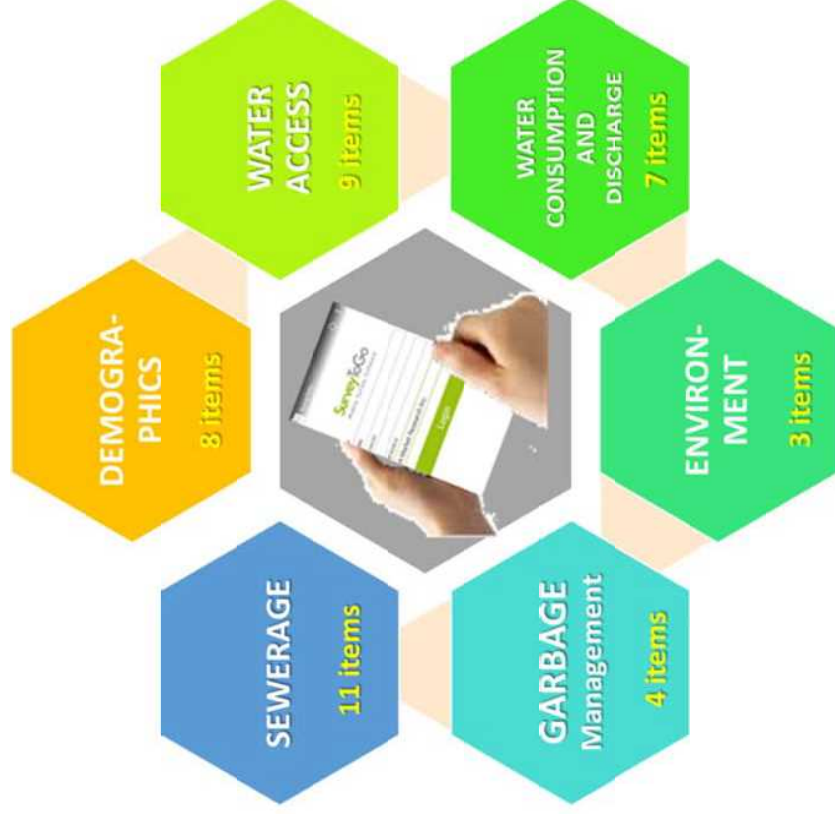 GARBAGE
Management
4 items
SEWERAGE
11 items
ENVIRON-
MENT
3 items
SurveyToGo
Logo
DEMOGRA-
PHICS
8 items
WATER
CONSUMPTION
AND
DISCHARGE
7 items
WATER
ACCESS
9 items